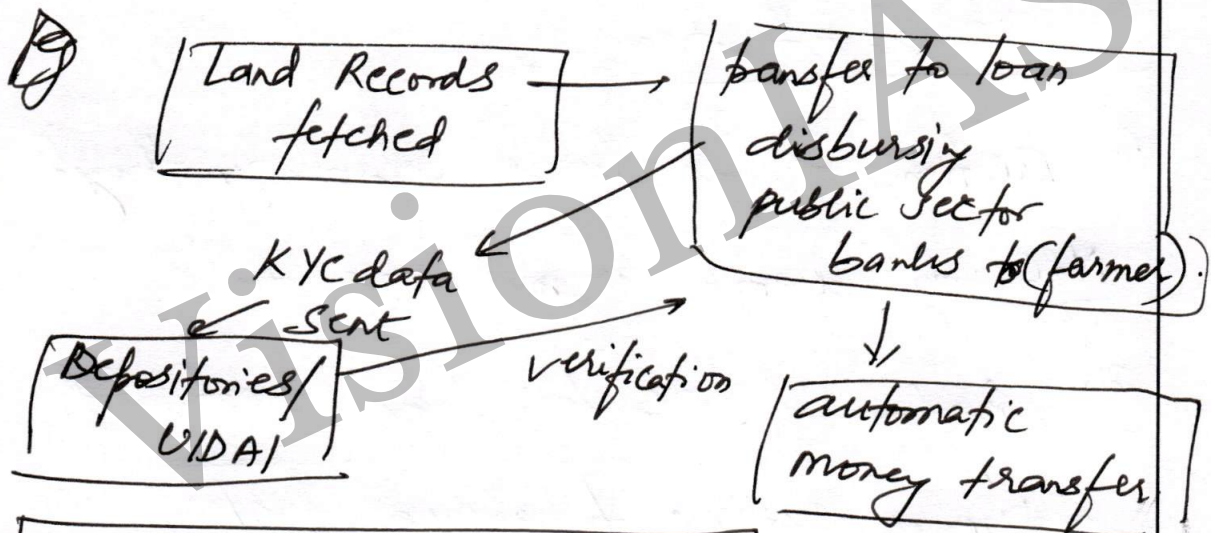 Land Records
fetched
transfer to loan
disbursing
public sector
banks to (farmer).
KYC data
sent
Depositories/
UIDAI
verification
automatic
money transfer
VisionIAS